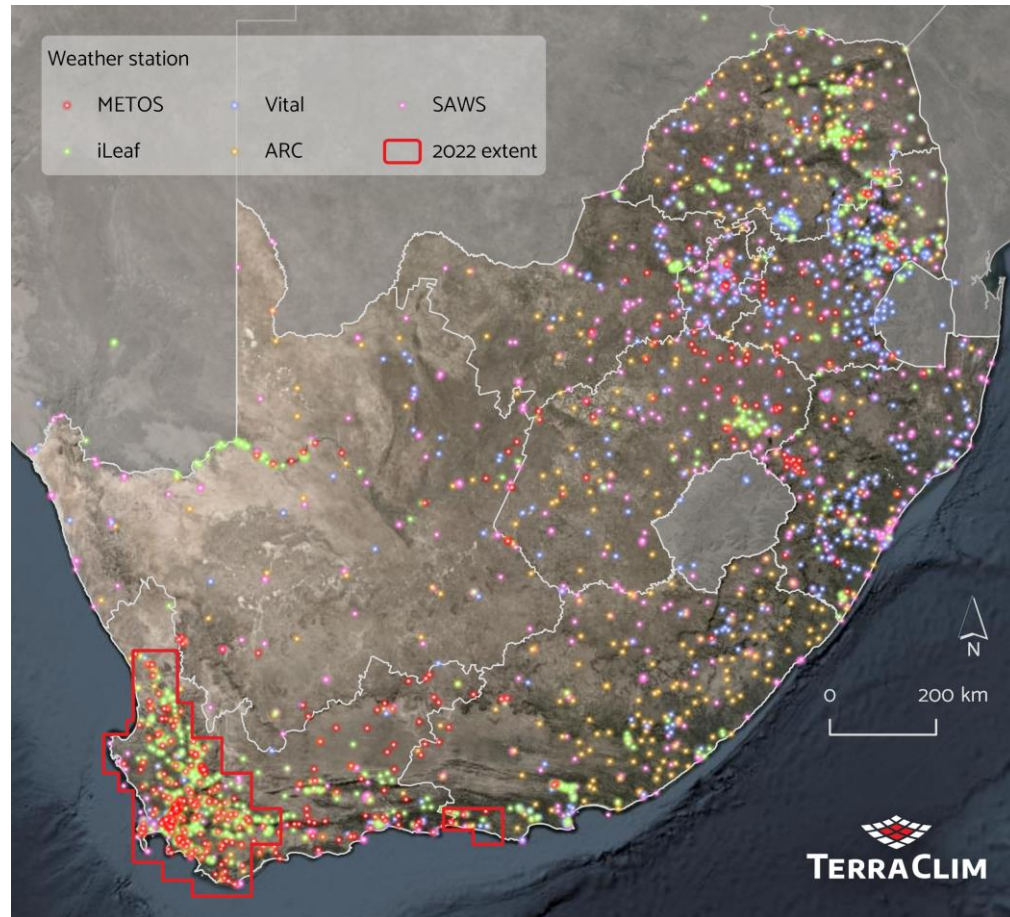 Weather station
METOS
Vital
SAWS
iLeaf
ARC
2022 extent
N
0 200 km
TERRACLIM